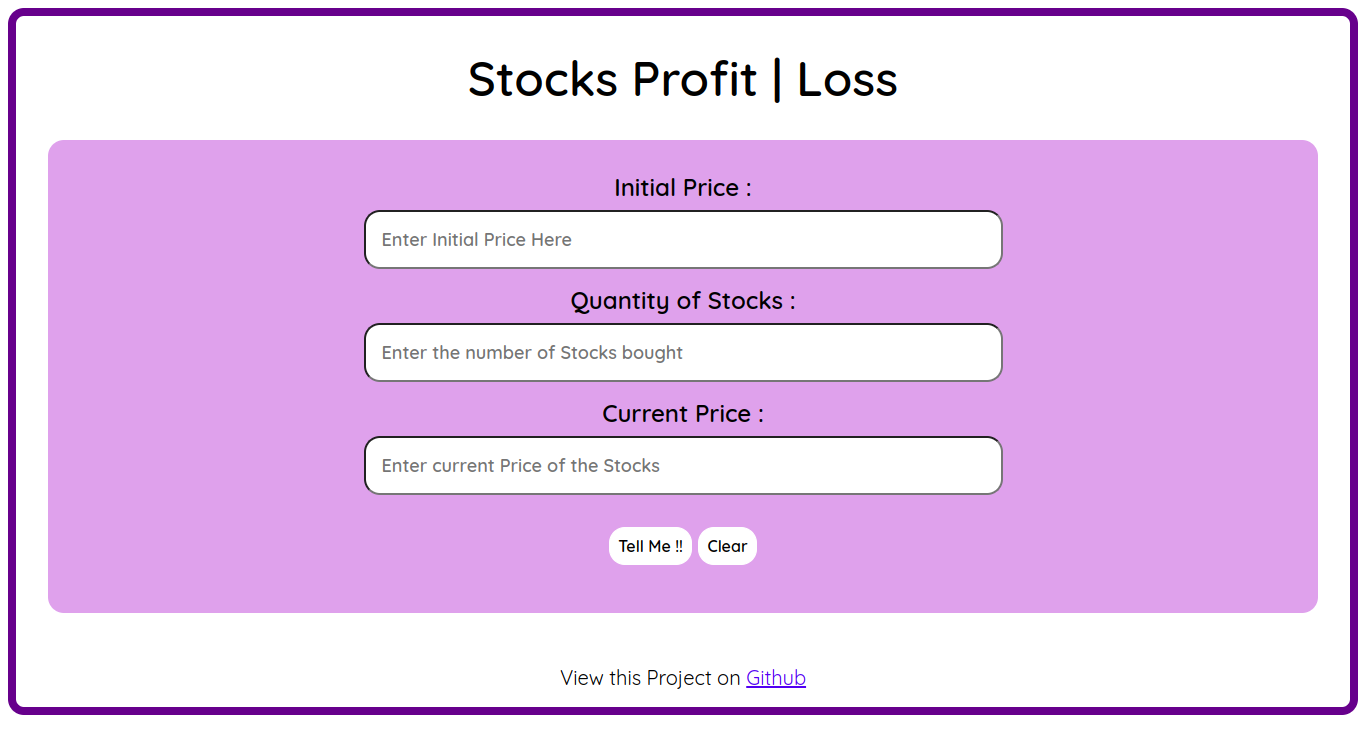 Stocks Profit | Loss
Initial Price :
Enter Initial Price Here
Quantity of Stocks :
Enter the number of Stocks bought
Current Price :
Enter current Price of the Stocks
Tell Me !! Clear
View this Project on Github